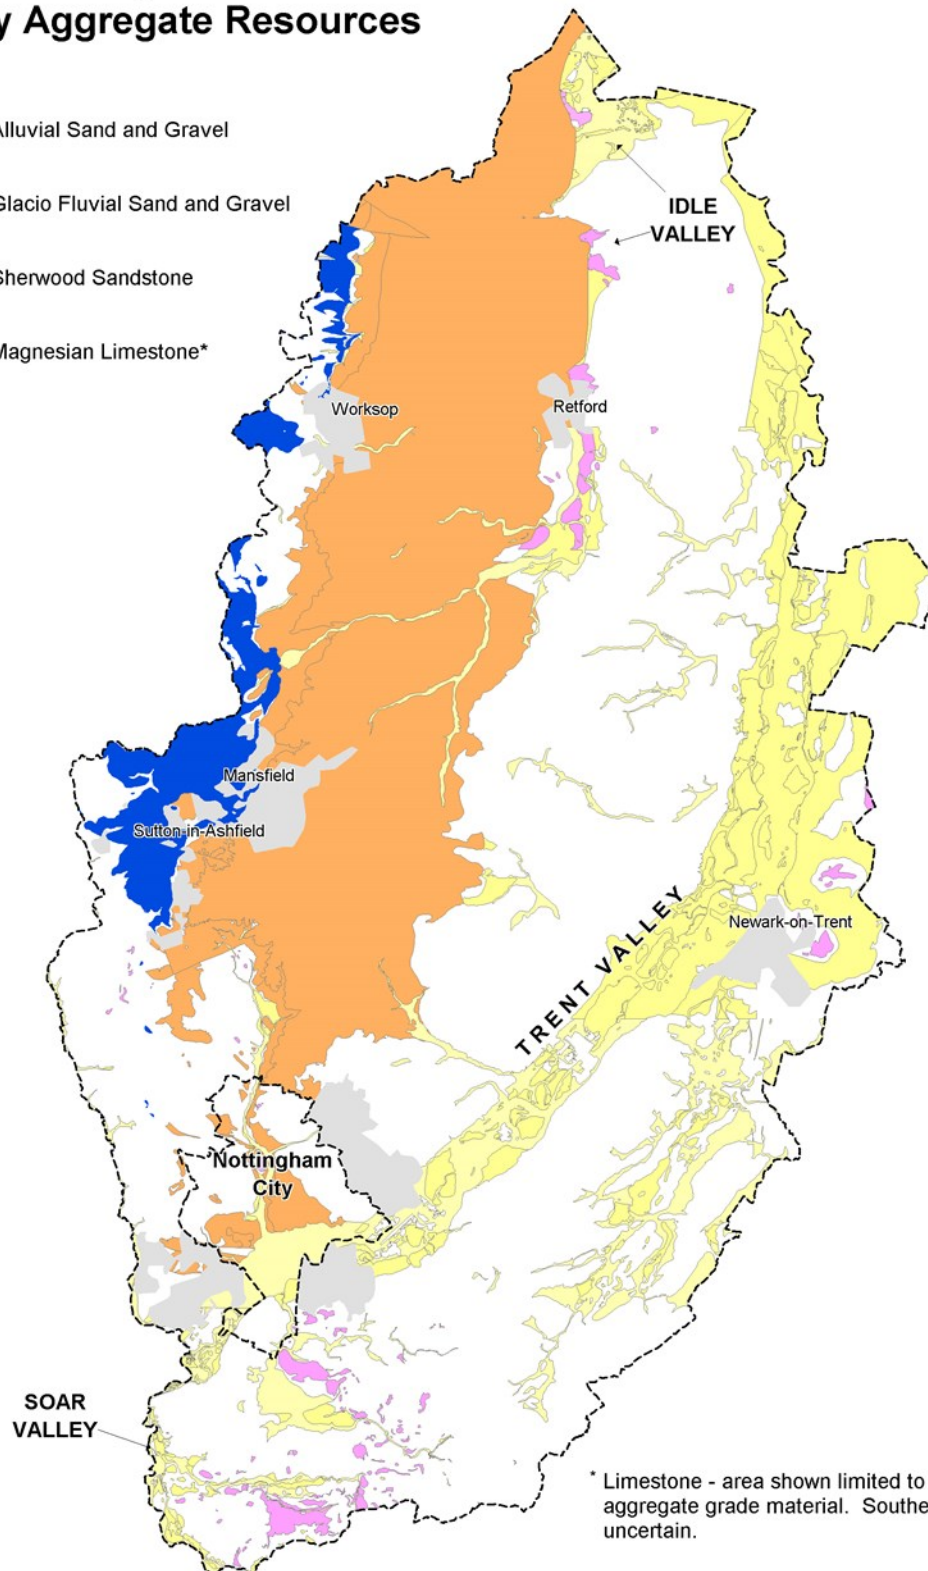 y Aggregate Resources
Alluvial Sand and Gravel
Glacio Fluvial Sand and Gravel
Sherwood Sandstone
Magnesian Limestone*
IDLE
VALLEY
Worksop
Retford
Mansfield
Sutton-in-Ashfield
Newark-on-Trent
TRENT VALLEY
Nottingham
City
SOAR
VALLEY
* Limestone - area shown limited to
aggregate grade material. Southe
uncertain.